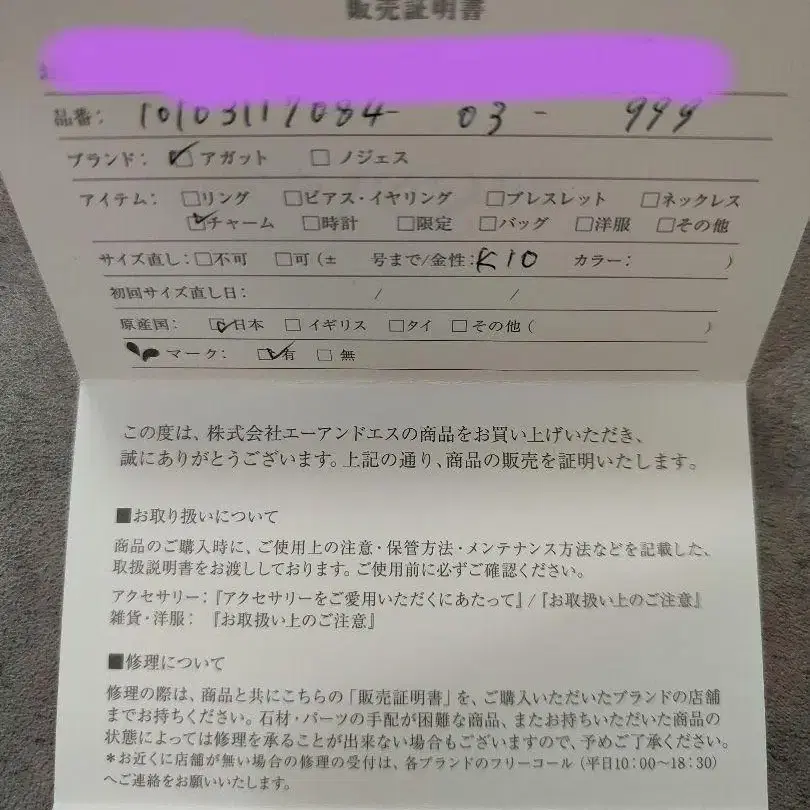 販売証明書
品番: 10103117084- 03 - 999
ブランド: ☑アガット □ノジェス
アイテム: □リング □ピアス・イヤリング □ブレスレット □ネックレス
☑チャーム □時計 □限定 □バッグ □洋服 □その他
サイズ直し: □不可 □可(± 号まで/金性:K10 カラー: )
初回サイズ直し日: / /
原産国: ☑日本 □イギリス □タイ □その他( )
マーク: ☑有 □無
この度は、株式会社エーアンドエスの商品をお買い上げいただき、
誠にありがとうございます。上記の通り、商品の販売を証明いたします。
■お取り扱いについて
商品のご購入時に、ご使用上の注意・保管方法・メンテナンス方法などを記載した、
取扱説明書をお渡ししております。ご使用前に必ずご確認ください。
アクセサリー:『アクセサリーをご愛用いただくにあたって』/『お取扱い上のご注意』
雑貨・洋服: 『お取扱い上のご注意』
■修理について
修理の際は、商品と共にこちらの「販売証明書」を、ご購入いただいたブランドの店舗
までお持ちください。石材・パーツの手配が困難な商品、またお持ちいただいた商品の
状態によっては修理を承ることが出来ない場合もございますので、予めご了承ください。
*お近くに店舗が無い場合の修理の受付は、各ブランドのフリーコール(平日10:00〜18:30)
へご連絡をお願いいたします。